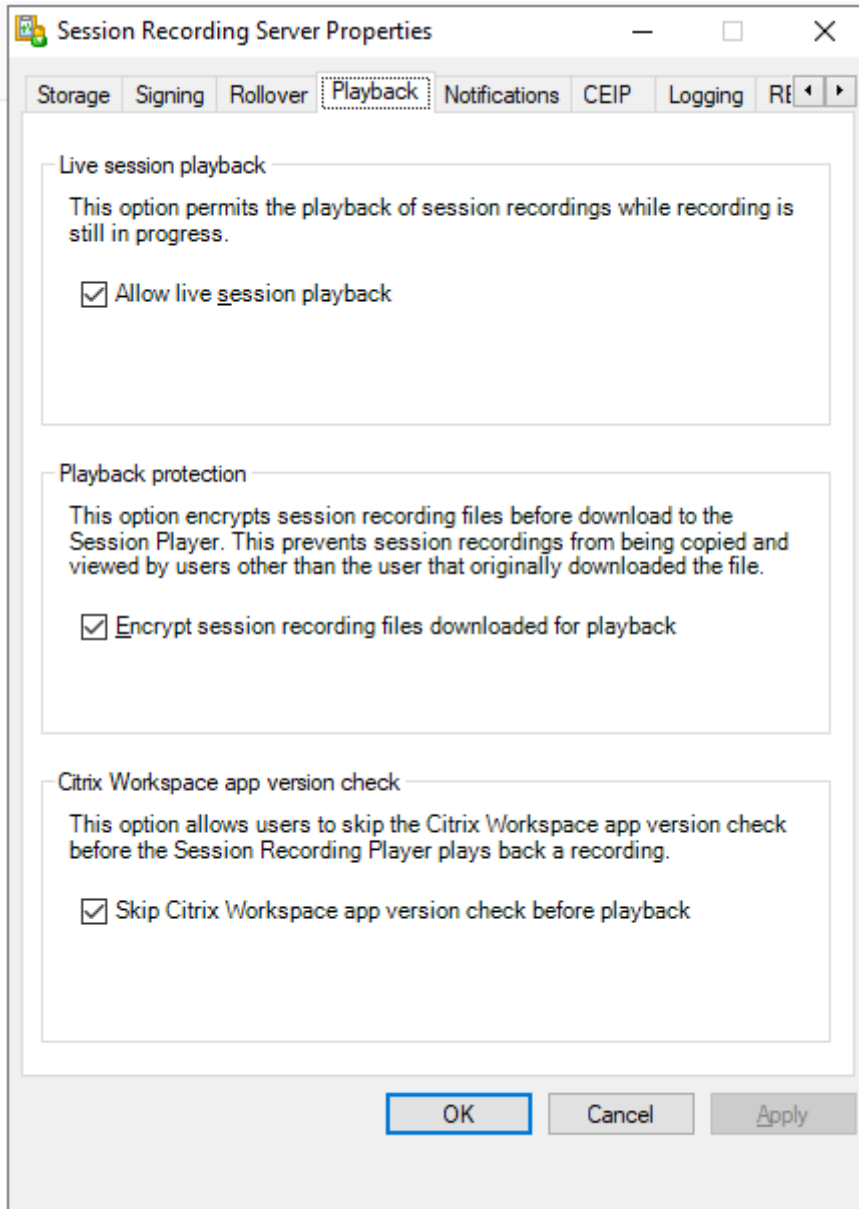 Session Recording Server Properties
Storage Signing Rollover Playback Notifications CEIP Logging
Live session playback
This option permits the playback of session recordings while recording is
still in progress.
Allow live session playback
Playback protection
This option encrypts session recording files before download to the
Session Player. This prevents session recordings from being copied and
viewed by users other than the user that originally downloaded the file.
Encrypt session recording files downloaded for playback
Citrix Workspace app version check
This option allows users to skip the Citrix Workspace app version check
before the Session Recording Player plays back a recording.
Skip Citrix Workspace app version check before playback
OK Cancel Apply